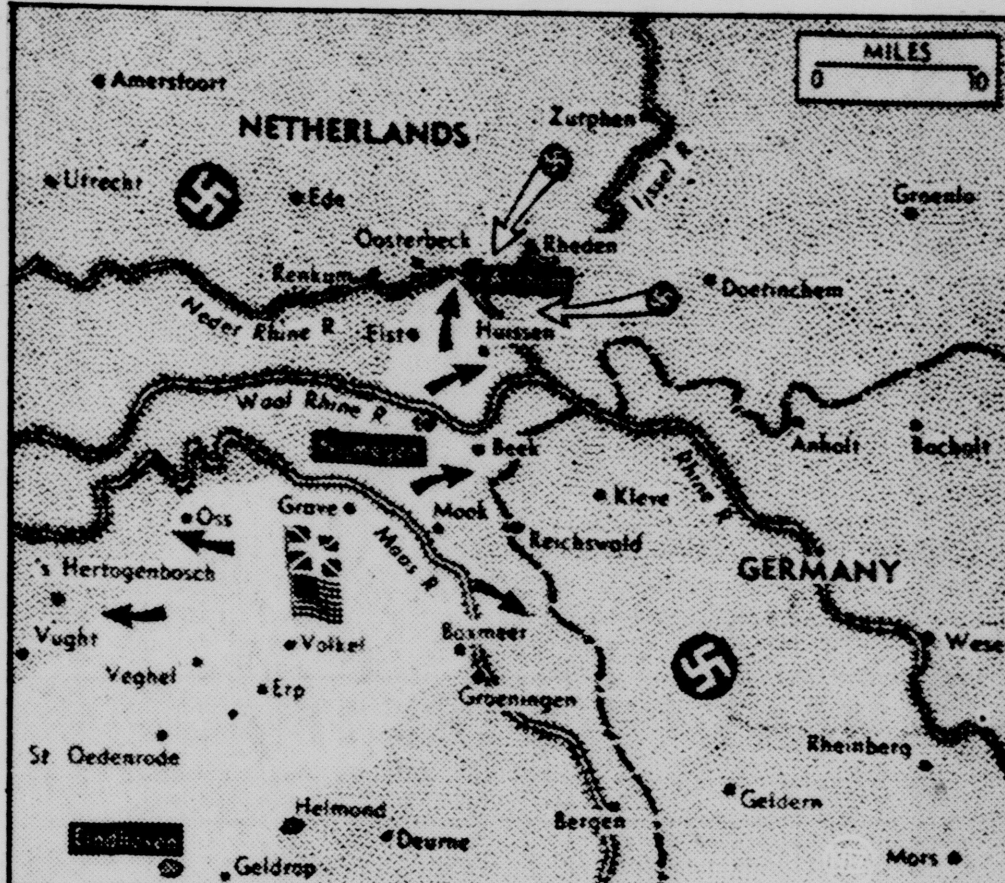 MILES
0 10
Amersfoort
NETHERLANDS
Zutphen
Utrecht
Ede
Ijssel R
Groenlo
Oosterbeck
Rheden
Renkum
Doetinchem
Neder Rhine R
Elst
Huissen
Waal Rhine R
Beek
Anholt
Bocholt
Kleve
Rhine R
Grave
Mook
Oss
Maas R
Reichswald
's Hertogenbosch
GERMANY
Vught
Volkel
Boxmeer
Wese
Veghel
Erp
Groeningen
St Oedenrode
Rheinberg
Geldern
Helmond
Bergen
Eindhoven
Deurne
Geldrop
Mors